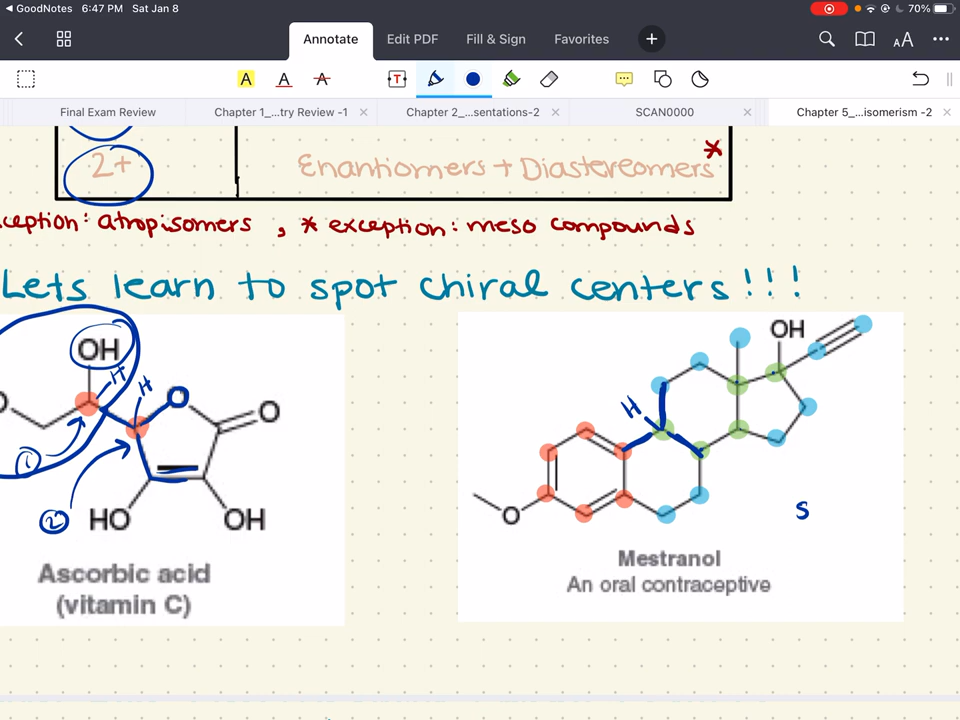 GoodNotes 6:47 PM Sat Jan 8 70%
Annotate Edit PDF Fill & Sign Favorites
Final Exam Review Chapter 1_...try Review -1 Chapter 2_...sentations-2 SCAN0000 Chapter 5_...isomerism -2
2+ Enantiomers + Diastereomers *
ception: atropisomers , * exception: meso compounds
Lets learn to spot chiral centers!!!
OH
H
H
O
O
1
2
HO
OH
Ascorbic acid
(vitamin C)
OH
H
O
S
Mestranol
An oral contraceptive